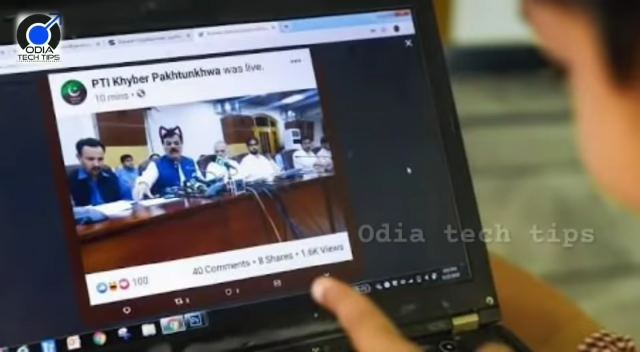 ODIA
TECH TIPS
PTI Khyber Pakhtunkhwa was live.
10 mins •
Odia tech tips
100
40 Comments • 8 Shares • 1.6K Views